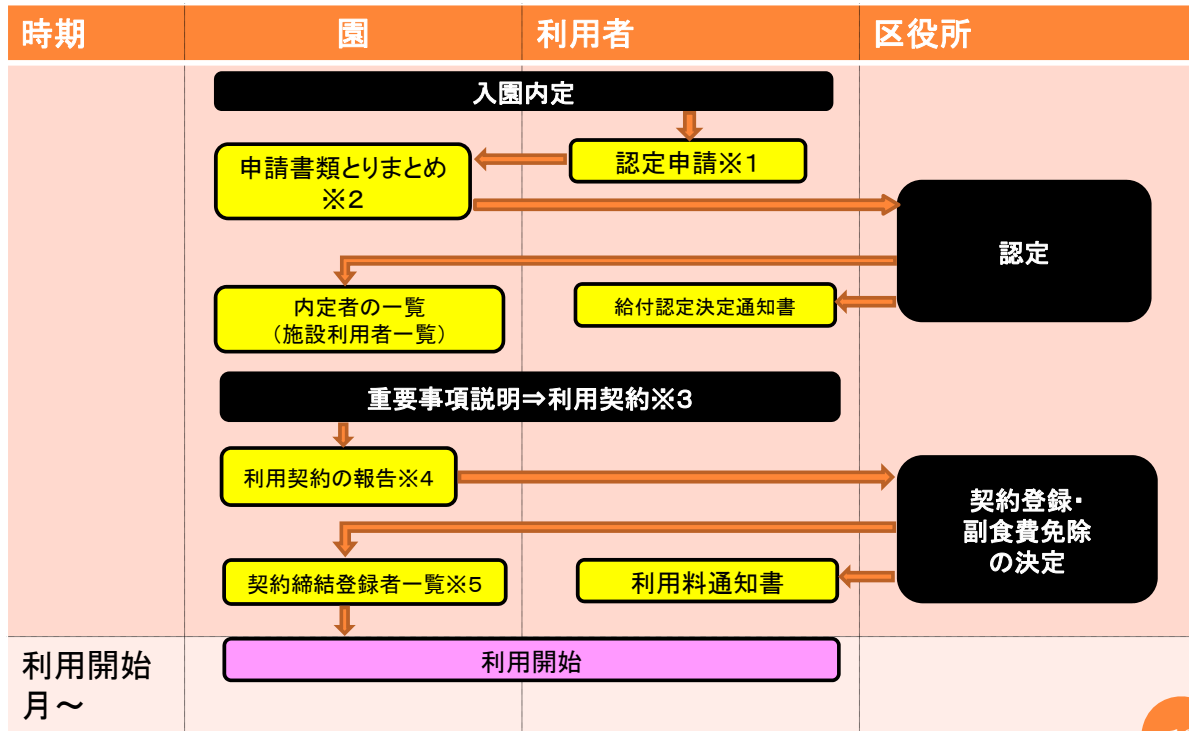 時期
園
利用者
区役所
入園内定
認定申請※1
申請書類とりまとめ
※2
認定
内定者の一覧
(施設利用者一覧)
給付認定決定通知書
重要事項説明⇒利用契約※3
利用契約の報告※4
契約登録・
副食費免除
の決定
契約締結登録者一覧※5
利用料通知書
利用開始
月～
利用開始